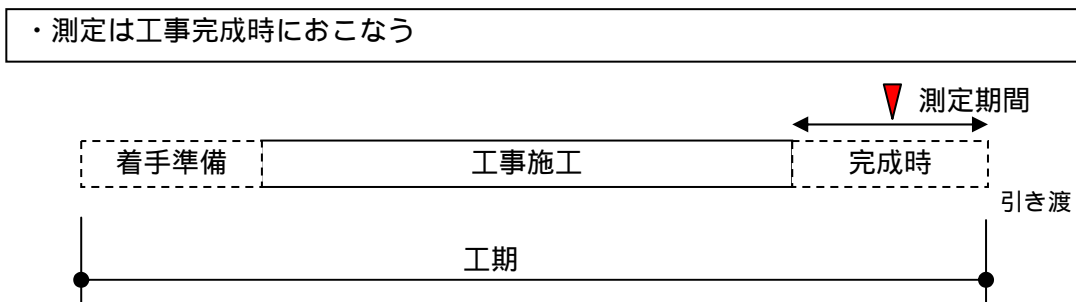 ・測定は工事完成時におこなう
測定期間
着手準備
工事施工
完成時
引き渡
工期